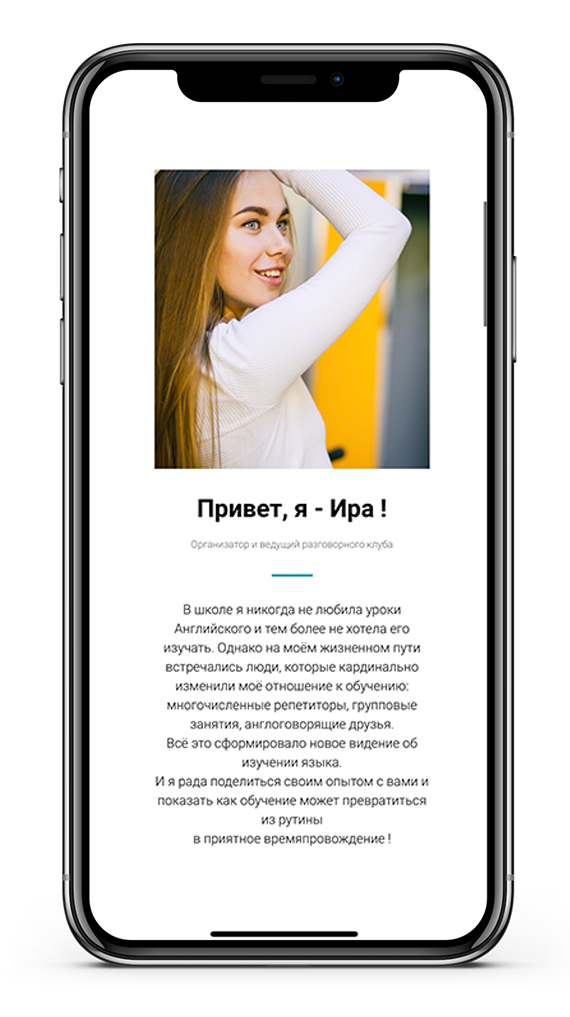 Привет, я - Ира !
Организатор и ведущий разговорного клуба
В школе я никогда не любила уроки
Английского и тем более не хотела его
изучать. Однако на моём жизненном пути
встречались люди, которые кардинально
изменили моё отношение к обучению:
многочисленные репетиторы, групповые
занятия, англоговорящие друзья.
Всё это сформировало новое видение об
изучении языка.
И я рада поделиться своим опытом с вами и
показать как обучение может превратиться
из рутины
в приятное времяпровождение !